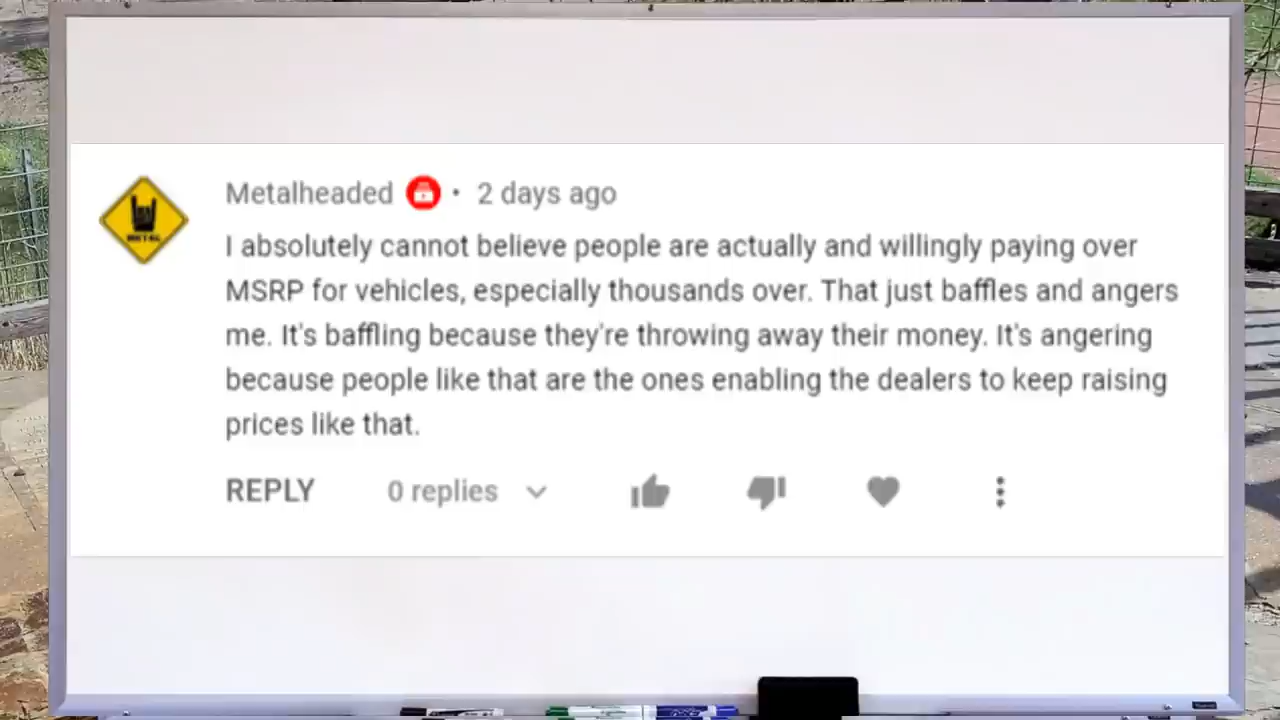 Metalheaded • 2 days ago
I absolutely cannot believe people are actually and willingly paying over
MSRP for vehicles, especially thousands over. That just baffles and angers
me. It's baffling because they're throwing away their money. It's angering
because people like that are the ones enabling the dealers to keep raising
prices like that.
REPLY 0 replies